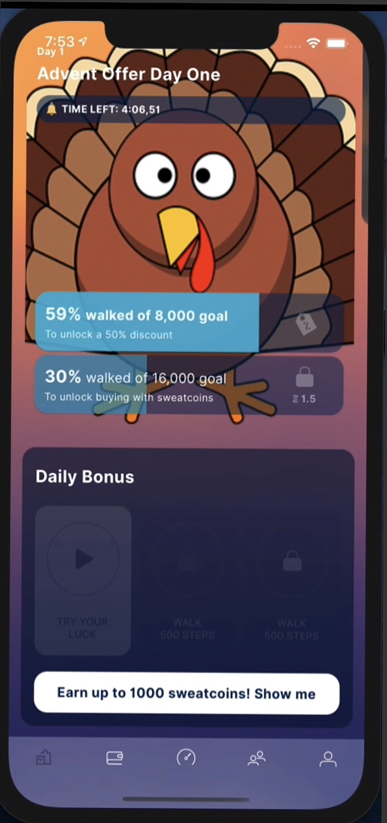 7:53
Day 1
Advent Offer Day One
TIME LEFT: 4:06,51
59% walked of 8,000 goal
To unlock a 50% discount
30% walked of 16,000 goal
To unlock buying with sweatcoins
1.5
Daily Bonus
TRY YOUR
LUCK
WALK
500 STEPS
WALK
500 STEPS
Earn up to 1000 sweatcoins! Show me